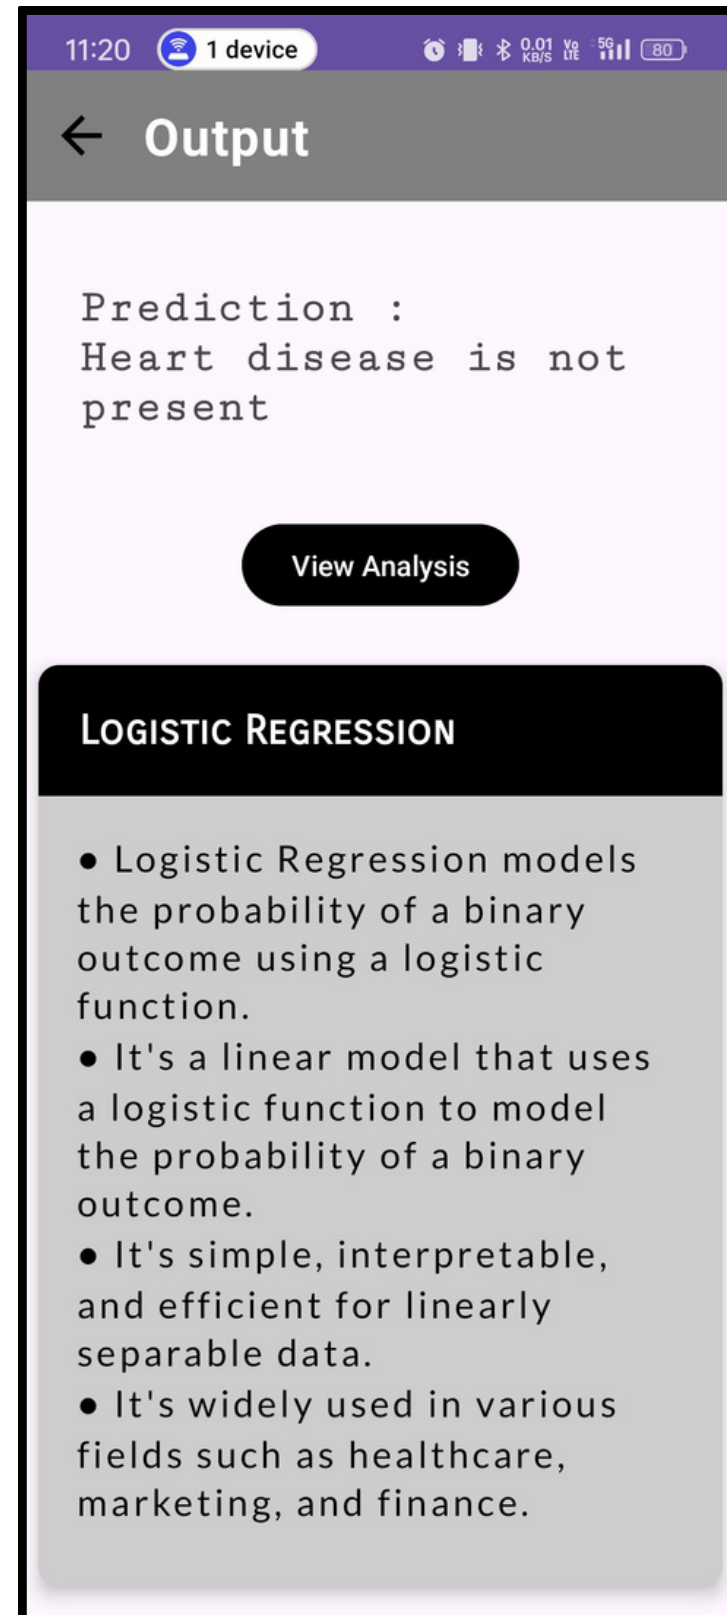 11:20 1 device 0.01 KB/S Vo LTE 5G 80
Output
Prediction :
Heart disease is not
present
View Analysis
LOGISTIC REGRESSION
● Logistic Regression models
the probability of a binary
outcome using a logistic
function.
● It's a linear model that uses
a logistic function to model
the probability of a binary
outcome.
● It's simple, interpretable,
and efficient for linearly
separable data.
● It's widely used in various
fields such as healthcare,
marketing, and finance.